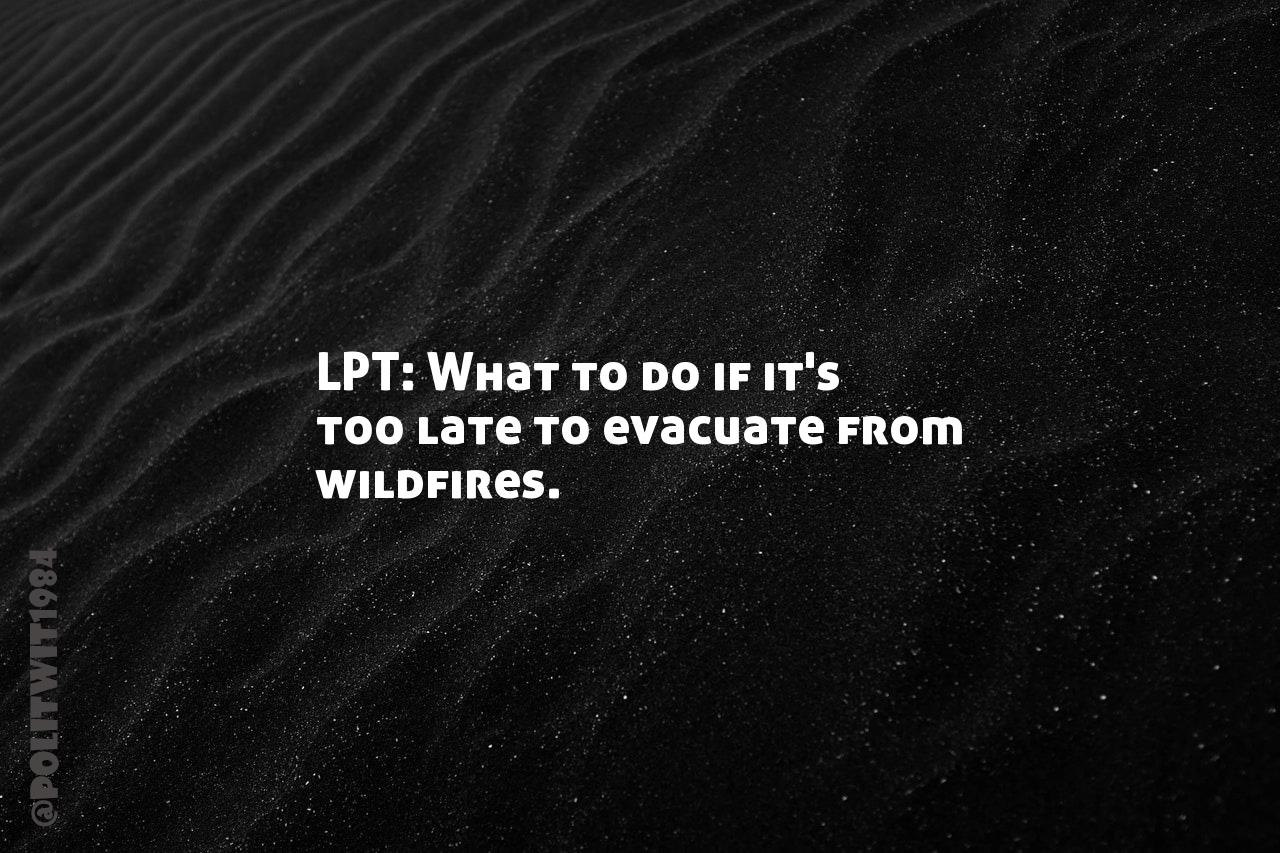 LPT: What to do if it's
too late to evacuate from
wildfires.
@POLITWIT1984